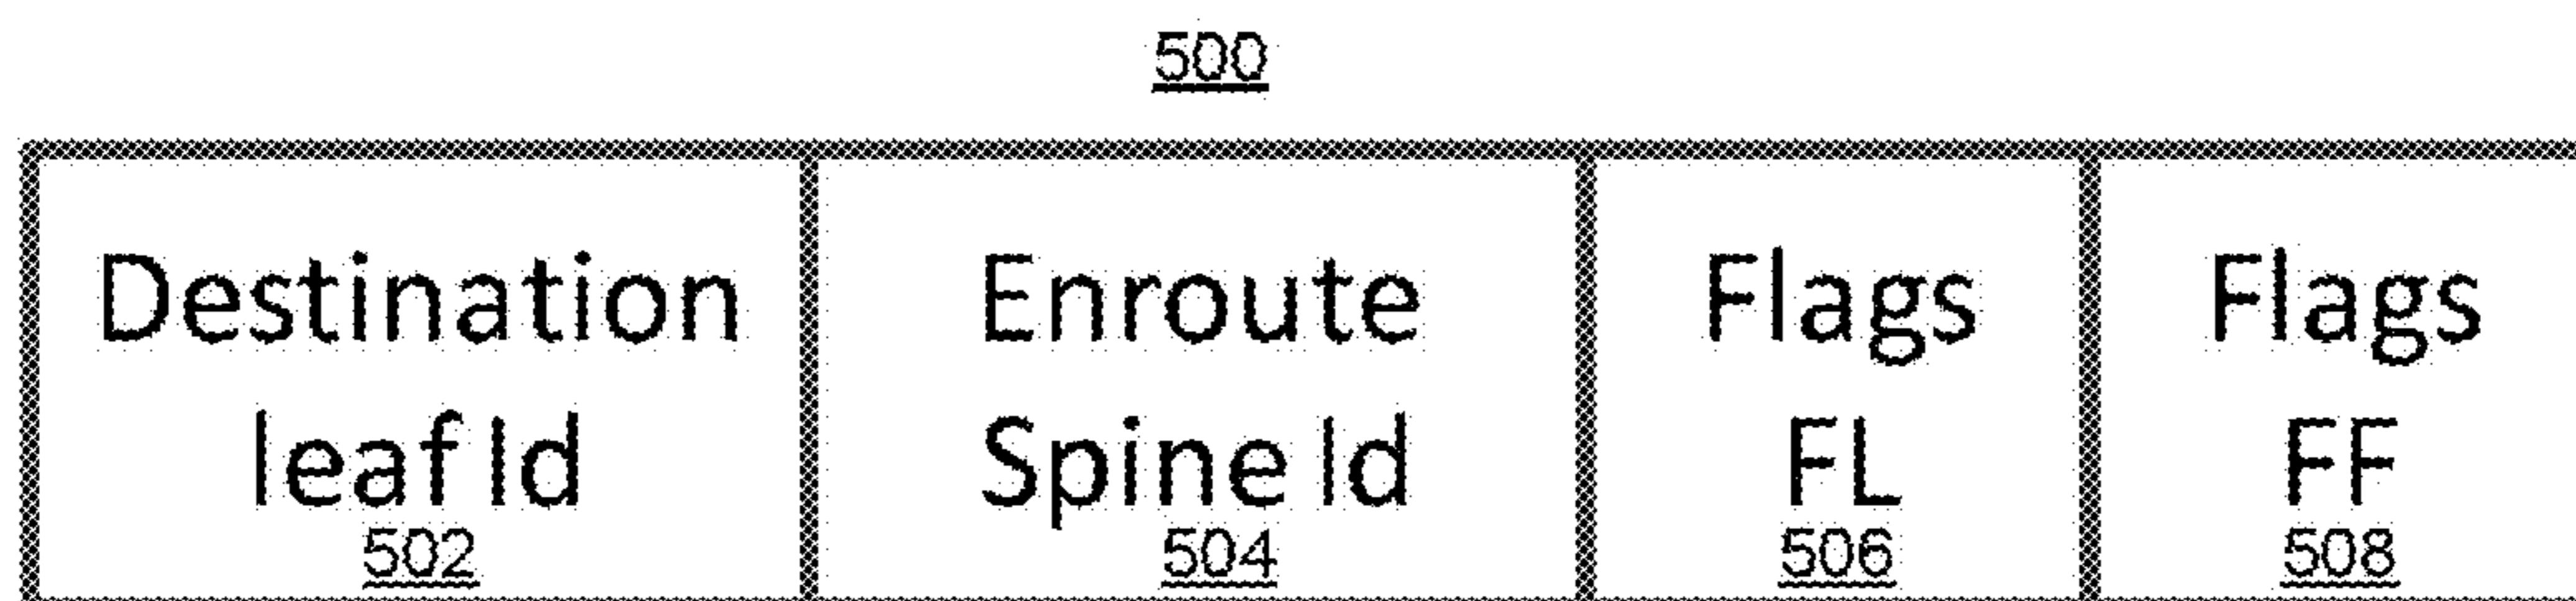 500
Destination leaf Id 502
Enroute Spine Id 504
Flags FL 506
Flags FF 508